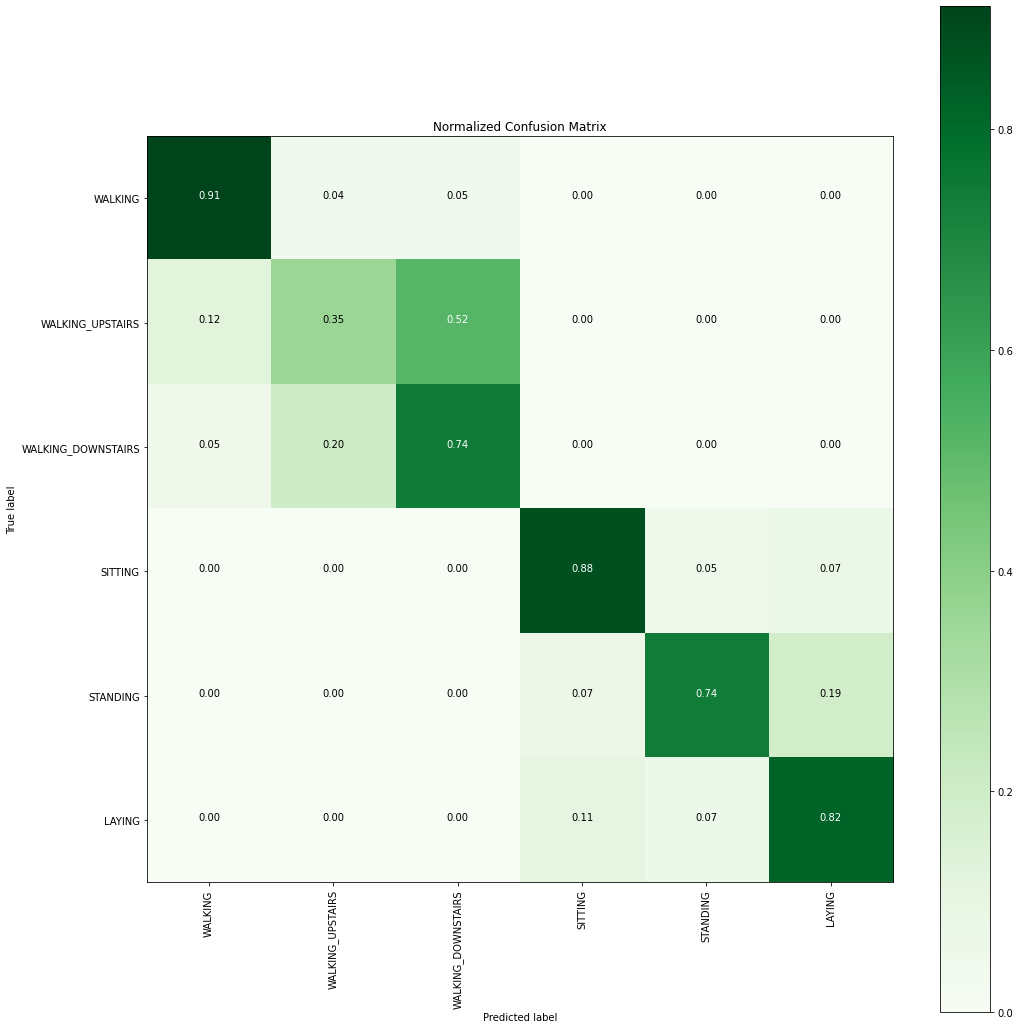 Normalized Confusion Matrix
WALKING 0.91 0.04 0.05 0.00 0.00 0.00
WALKING_UPSTAIRS 0.12 0.35 0.52 0.00 0.00 0.00
WALKING_DOWNSTAIRS 0.05 0.20 0.74 0.00 0.00 0.00
SITTING 0.00 0.00 0.00 0.88 0.05 0.07
STANDING 0.00 0.00 0.00 0.07 0.74 0.19
LAYING 0.00 0.00 0.00 0.11 0.07 0.82
True label
WALKING
WALKING_UPSTAIRS
WALKING_DOWNSTAIRS
SITTING
STANDING
LAYING
Predicted label
0.8
0.6
0.4
0.2
0.0